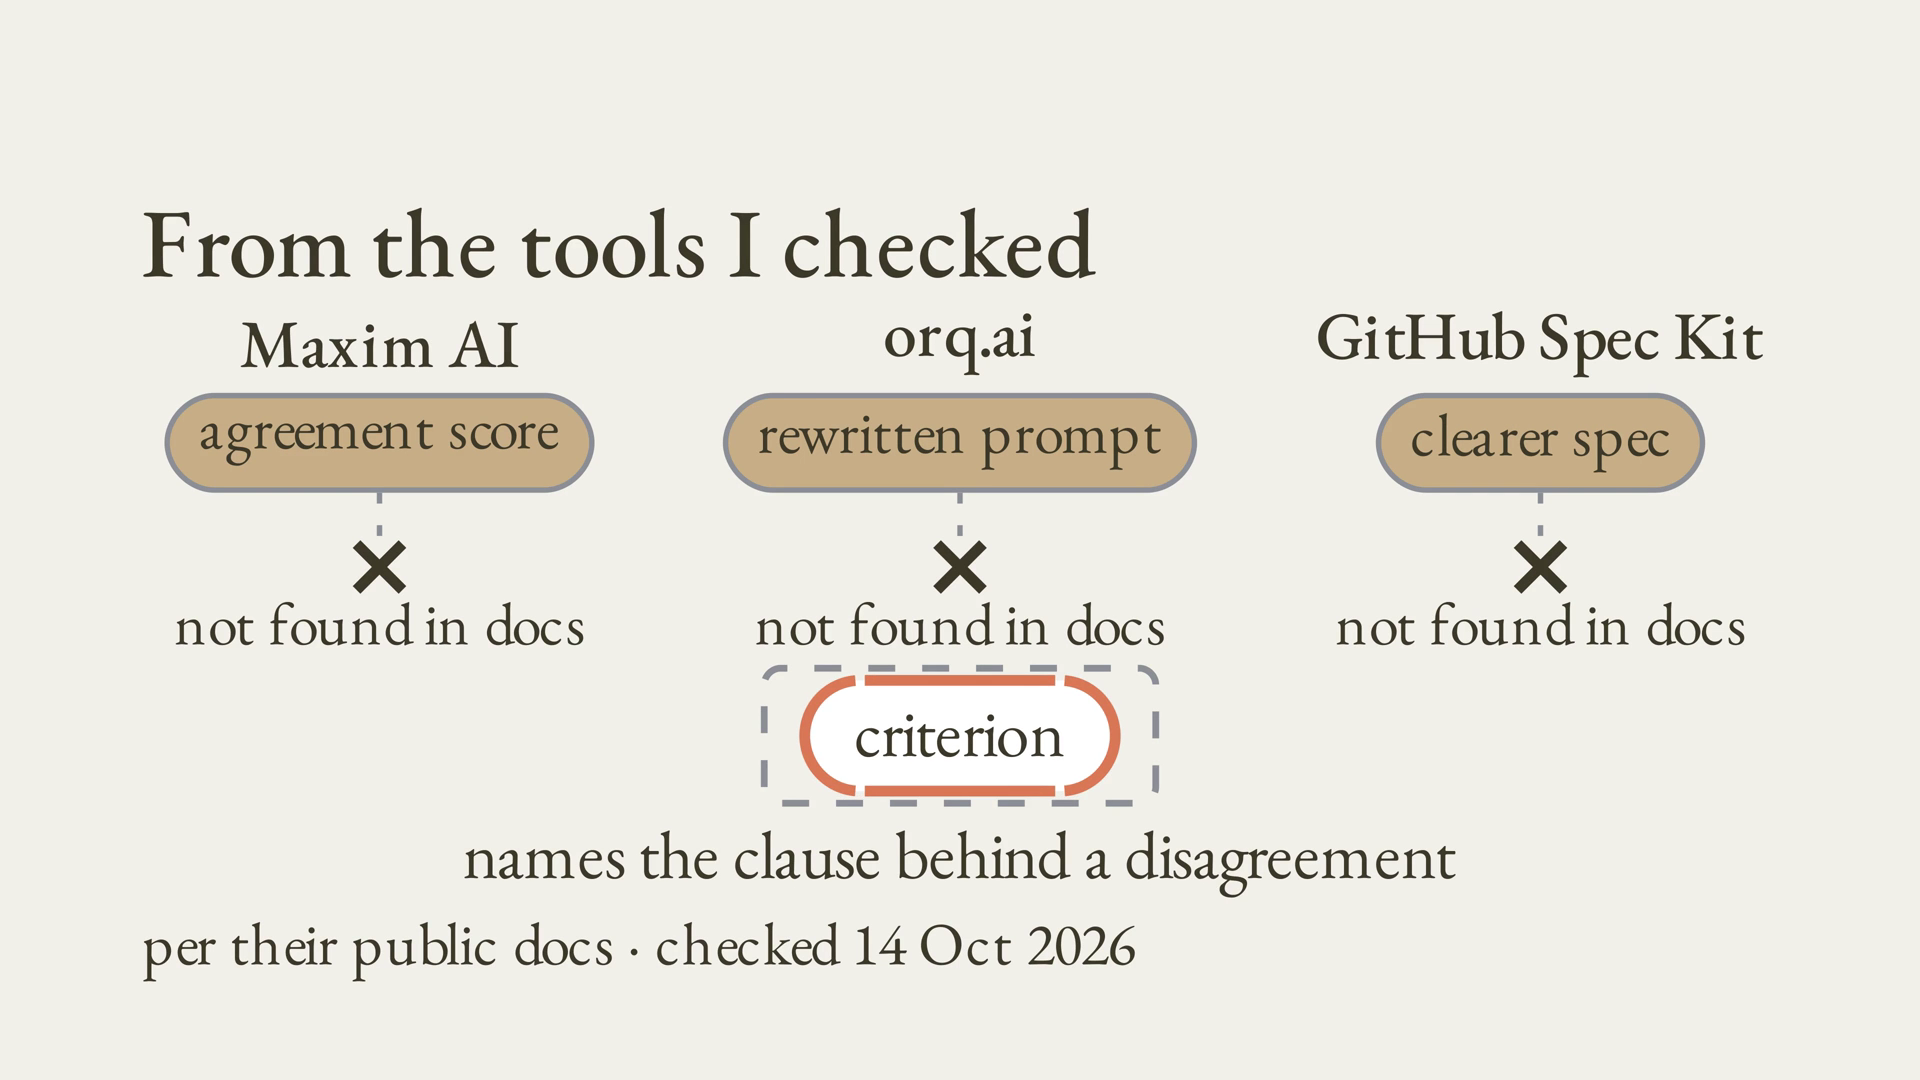 From the tools I checked
Maxim AI
orq.ai
GitHub Spec Kit
agreement score
rewritten prompt
clearer spec
not found in docs
not found in docs
not found in docs
criterion
names the clause behind a disagreement
per their public docs · checked 14 Oct 2026